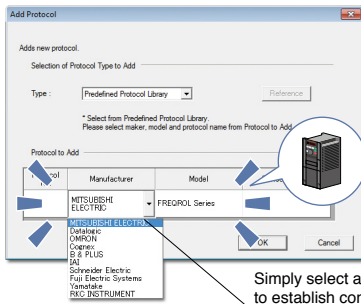 Add Protocol
Adds new protocol.
Selection of Protocol Type to Add
Type :
Predefined Protocol Library
Reference
* Select from Predefined Protocol Library.
Please select maker, model and protocol name from Protocol to Add
Protocol to Add
Manufacturer
Model
MITSUBISHI ELECTRIC
FREQROL Series
MITSUBISHI ELECTRIC
Datalogic
OMRON
Cognex
B & PLUS
IAI
Schneider Electric
Fuji Electric Systems
Yamatake
RKC INSTRUMENT
OK
Cancel
Simply select a
to establish com